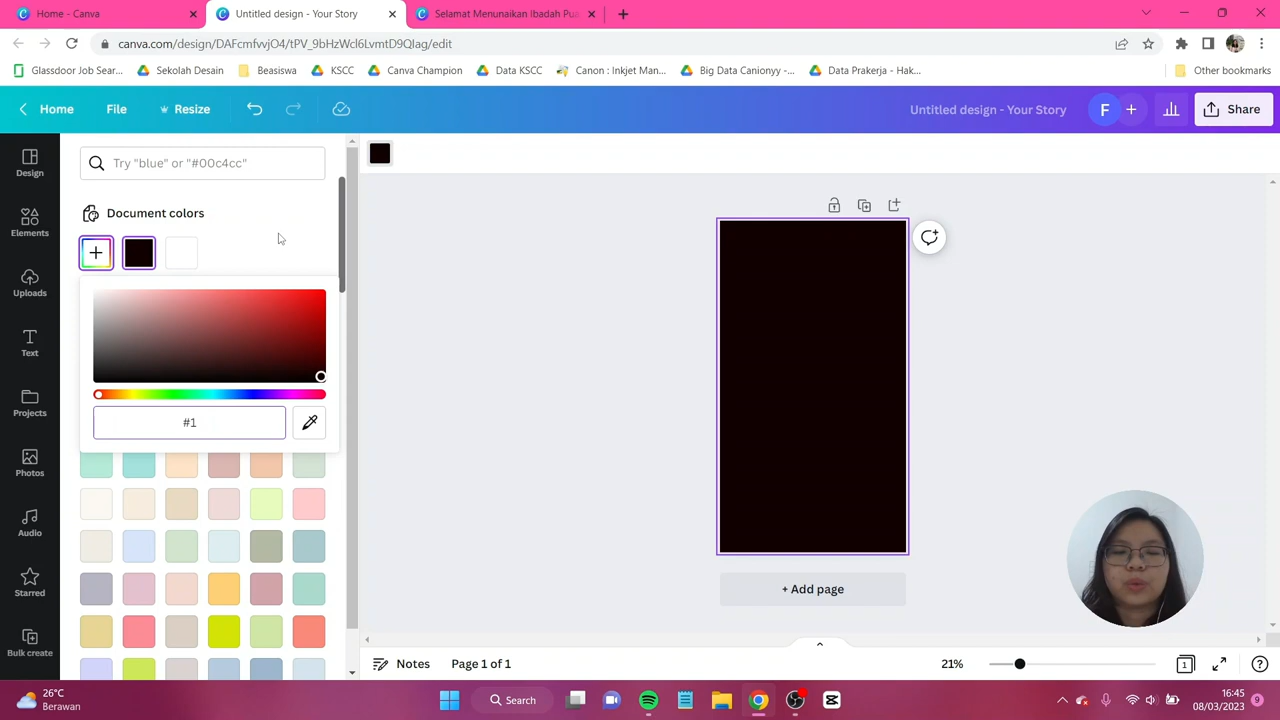 Home - Canva
Untitled design - Your Story
Selamat Menunaikan Ibadah Pua
canva.com/design/DAFcmfvvjO4/tPV_9bHzWcl6LvmtD9QIag/edit
Glassdoor Job Sear...
Sekolah Desain
Beasiswa
KSCC
Canva Champion
Data KSCC
Canon : Inkjet Man...
Big Data Canionyy -...
Data Prakerja - Hak...
Other bookmarks
Home
File
Resize
Untitled design - Your Story
F
Share
Try "blue" or "#00c4cc"
Design
Document colors
Elements
Uploads
Text
Projects
#1
Photos
Audio
Starred
Bulk create
+ Add page
Notes
Page 1 of 1
21%
1
26°C
Berawan
Search
16:45
08/03/2023
9